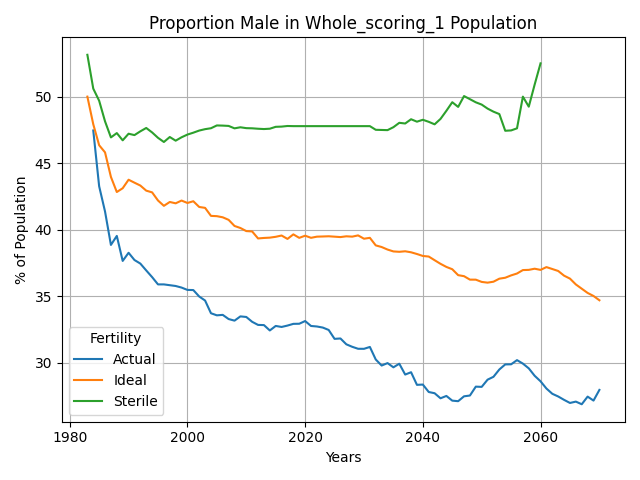 Proportion Male in Whole_scoring_1 Population
% of Population
50
45
40
35
30
Fertility
Actual
Ideal
Sterile
1980
2000
2020
2040
2060
Years